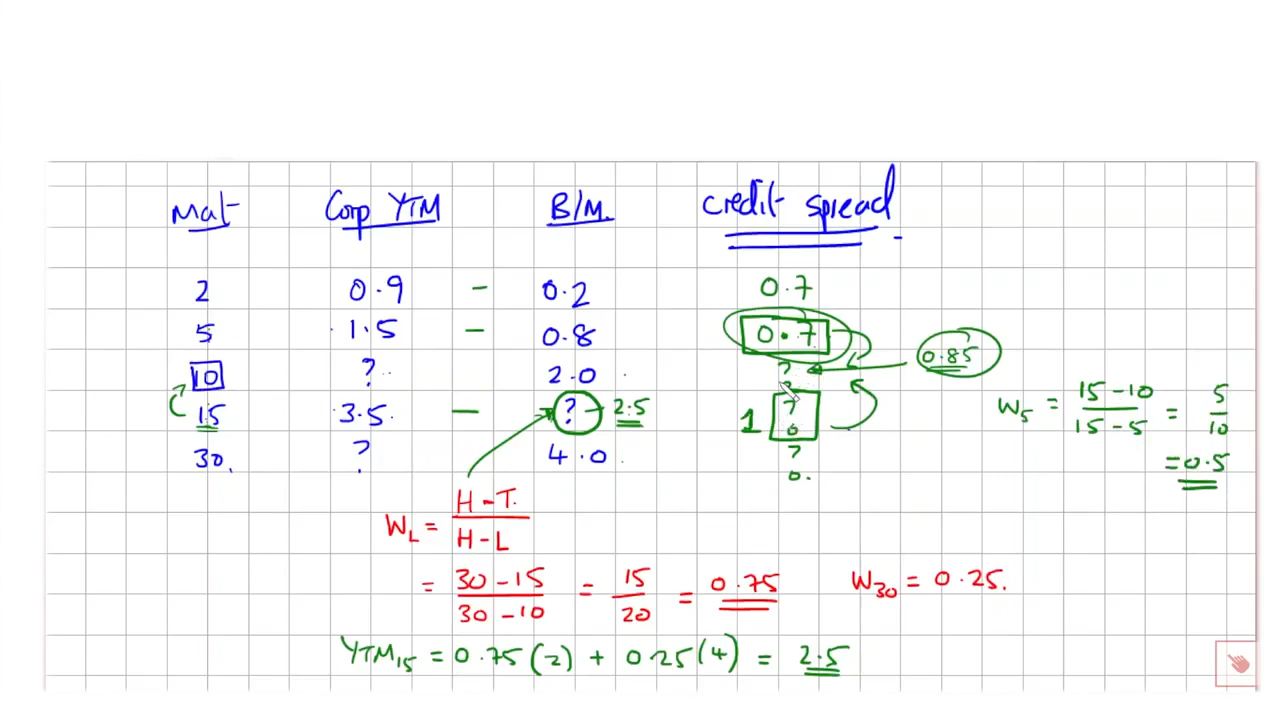 Mat Corp YTM B/M. credit spread
2 0.9 - 0.2 0.7
5 1.5 - 0.8 0.7
10 ? 2.0 ? 0.85
15 3.5 - ? - 2.5 1 ?
30. ? 4.0 ?
W5 = 15 - 10 / 15 - 5 = 5 / 10
= 0.5
WL = H - T. / H - L
= 30 - 15 / 30 - 10 = 15 / 20 = 0.75 W30 = 0.25.
YTM15 = 0.75 (2) + 0.25 (4) = 2.5